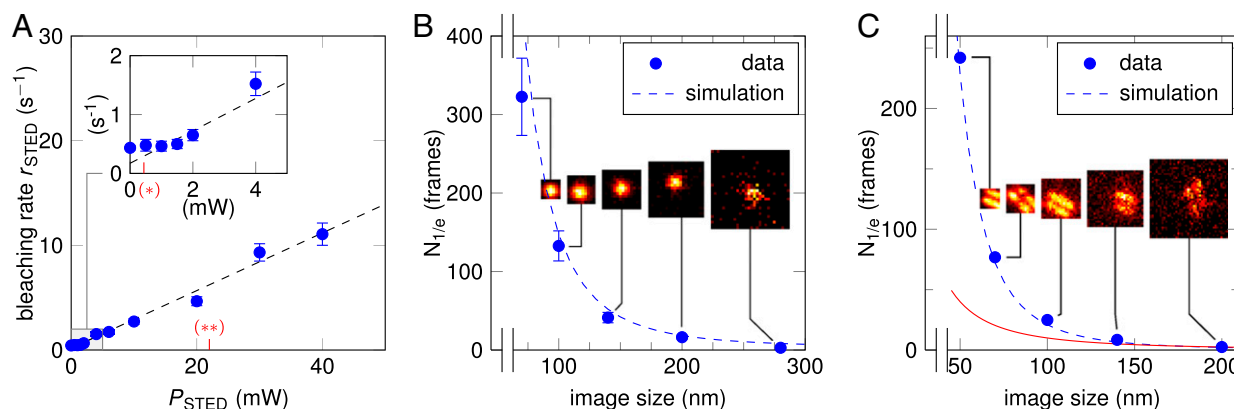 A
bleaching rate r_STED (s⁻¹)
30
20
10
0
0 20 40
P_STED (mW)
(**)
(s⁻¹)
2
1
0
0 2 4
(*)
(mW)
B
N_1/e (frames)
400
300
200
100
0
100 200 300
image size (nm)
data
simulation
C
N_1/e (frames)
200
100
0
50 100 150 200
image size (nm)
data
simulation